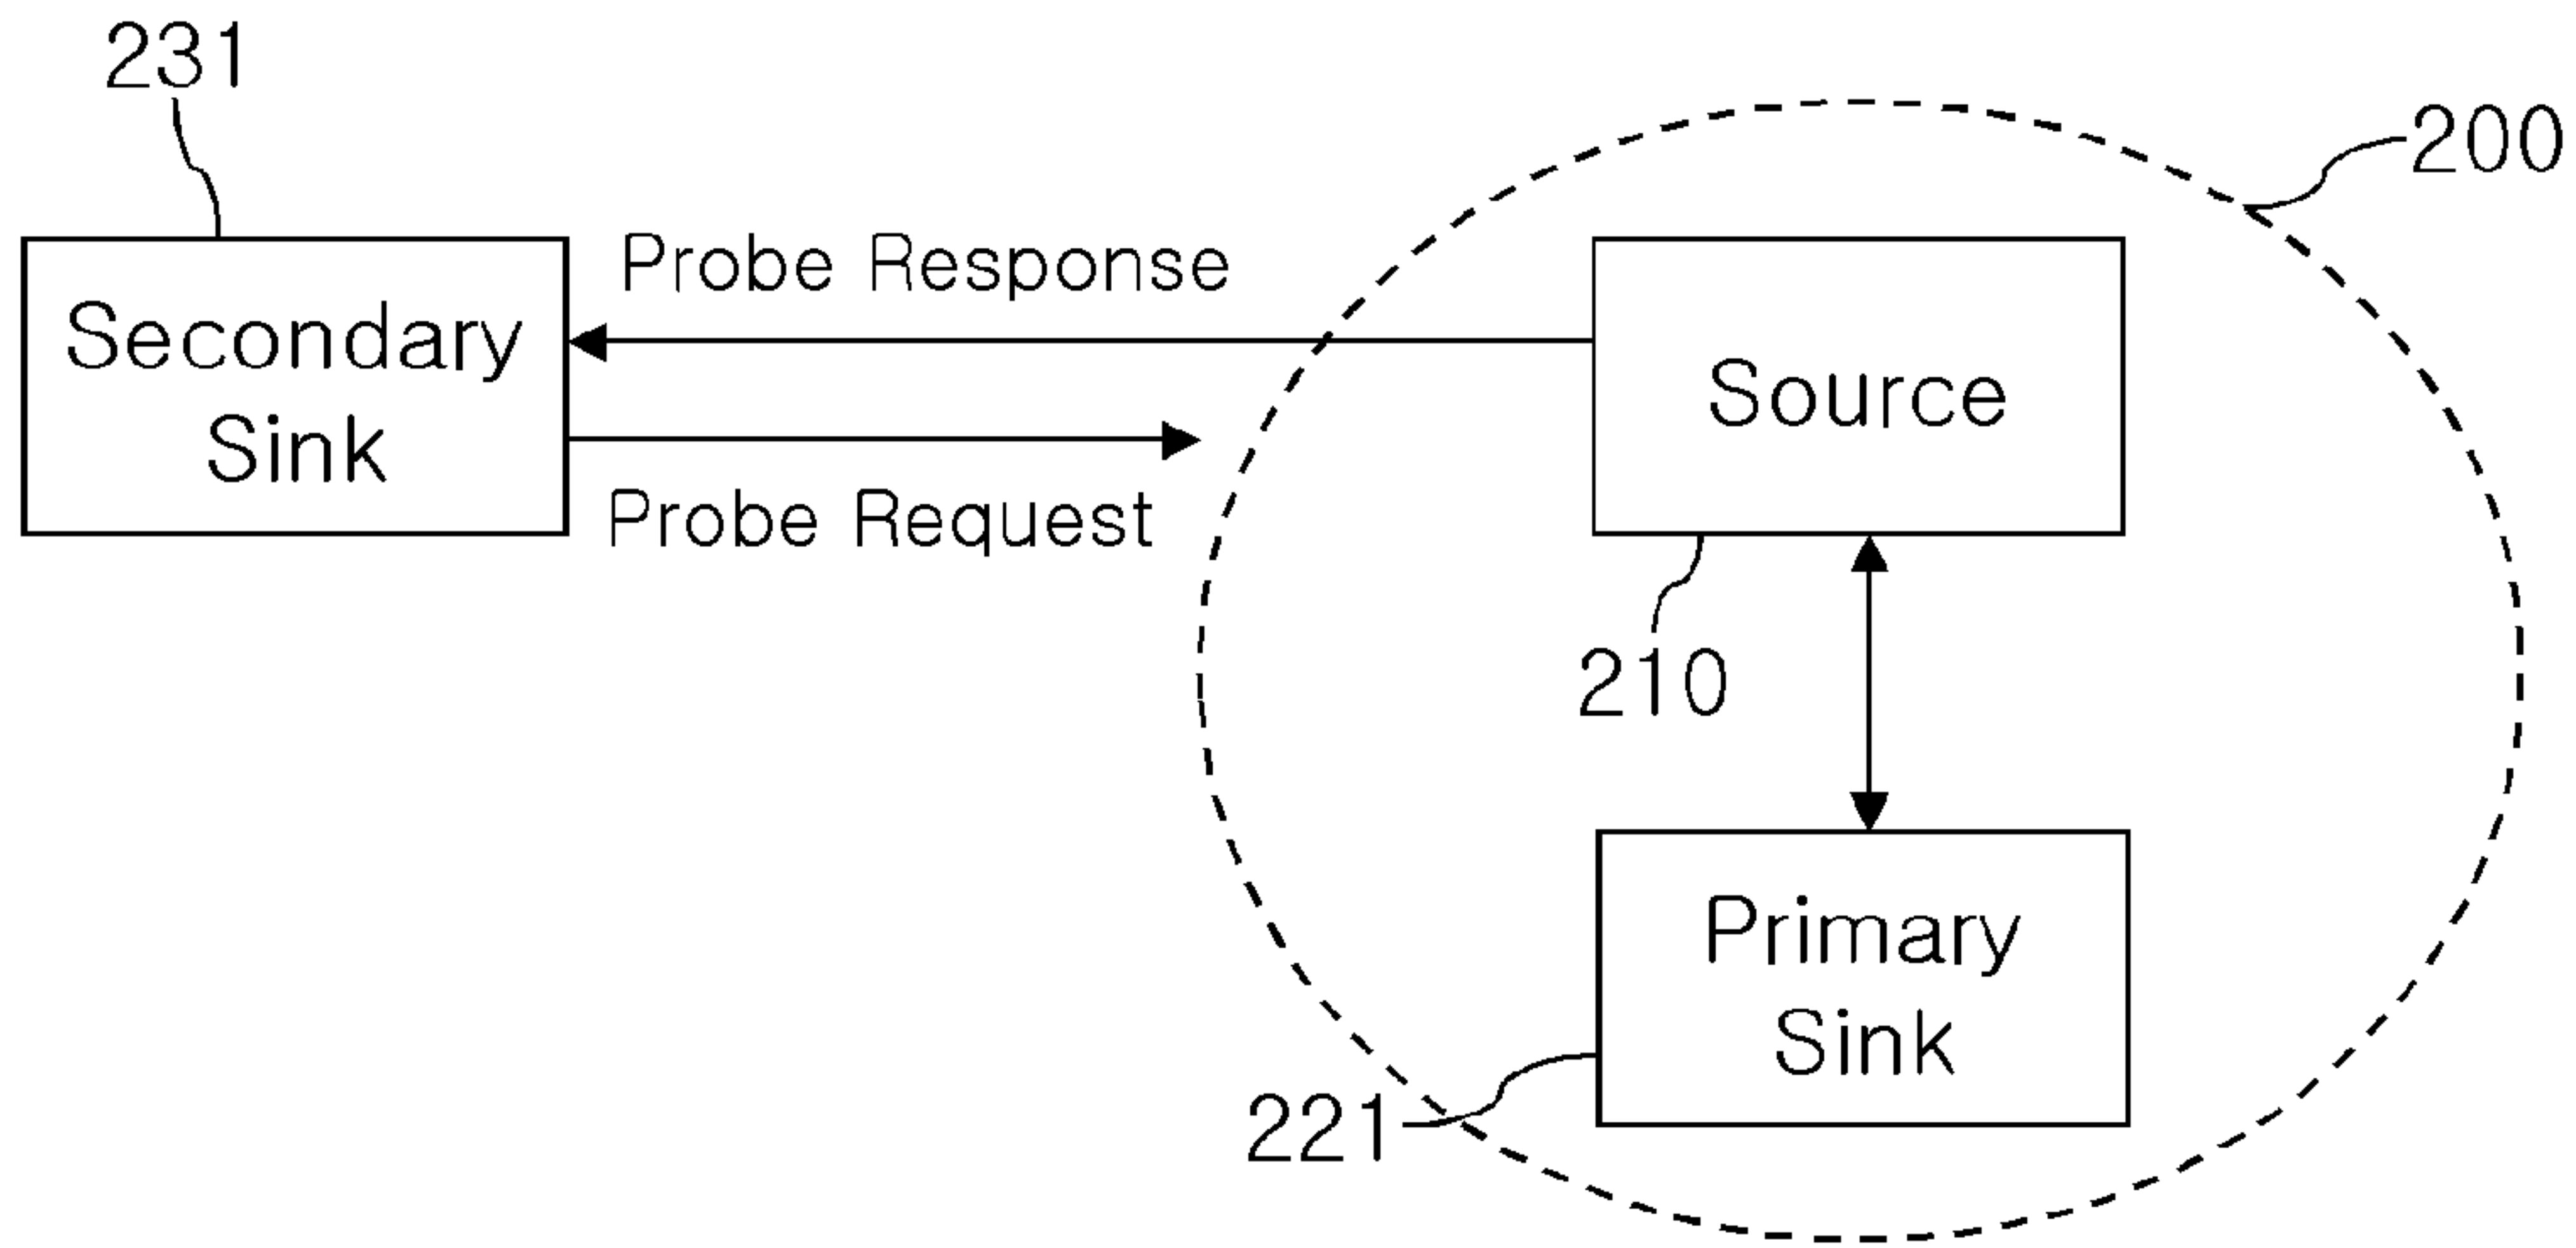 231
200
Probe Response
Secondary
Sink
Source
Probe Request
210
Primary
Sink
221